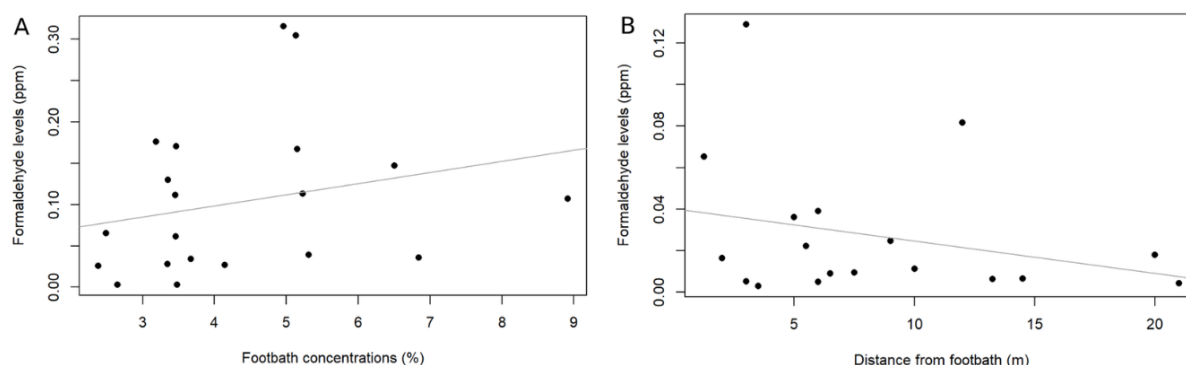 A
Formaldehyde levels (ppm)
0.30
0.20
0.10
0.00
3 4 5 6 7 8 9
Footbath concentrations (%)
B
Formaldehyde levels (ppm)
0.12
0.08
0.04
0.00
5 10 15 20
Distance from footbath (m)